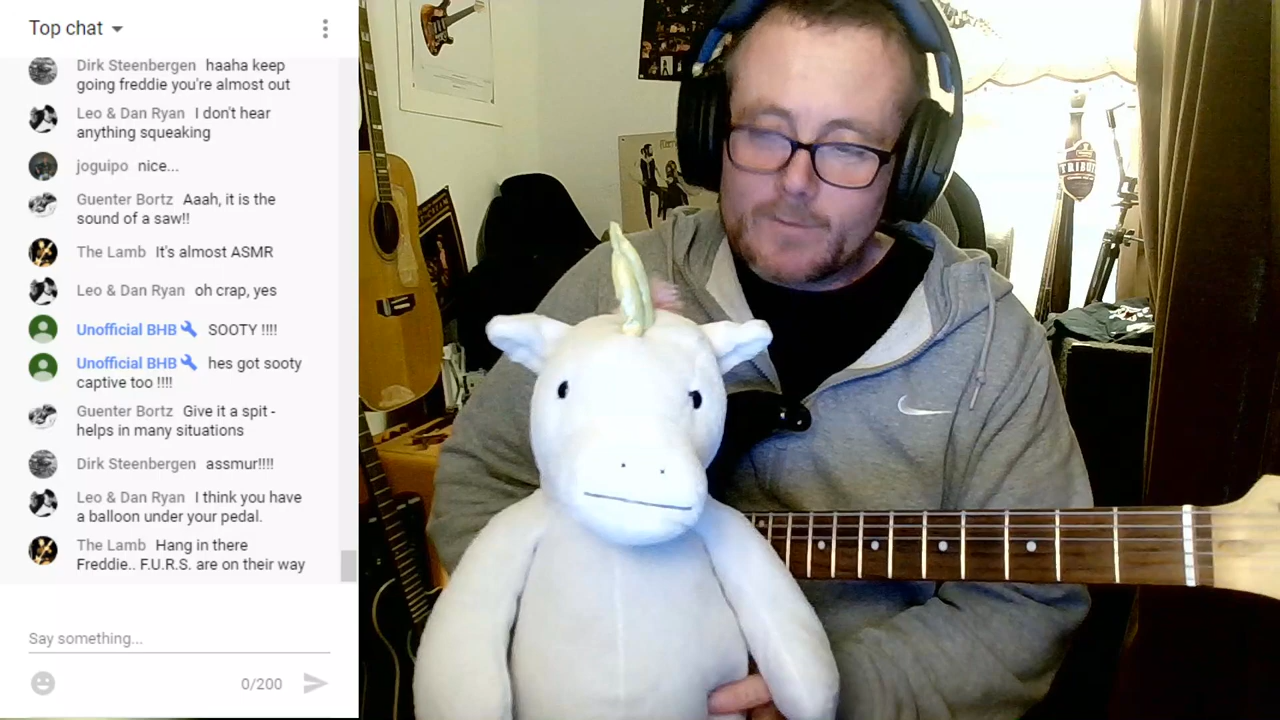 Top chat
Dirk Steenbergen haaha keep
going freddie you're almost out
Leo & Dan Ryan I don't hear
anything squeaking
joguipo nice...
Guenter Bortz Aaah, it is the
sound of a saw!!
The Lamb It's almost ASMR
Leo & Dan Ryan oh crap, yes
Unofficial BHB SOOTY !!!!
Unofficial BHB hes got sooty
captive too !!!!
Guenter Bortz Give it a spit -
helps in many situations
Dirk Steenbergen assmur!!!!
Leo & Dan Ryan I think you have
a balloon under your pedal.
The Lamb Hang in there
Freddie.. F.U.R.S. are on their way
Say something...
0/200
TRIBUTE